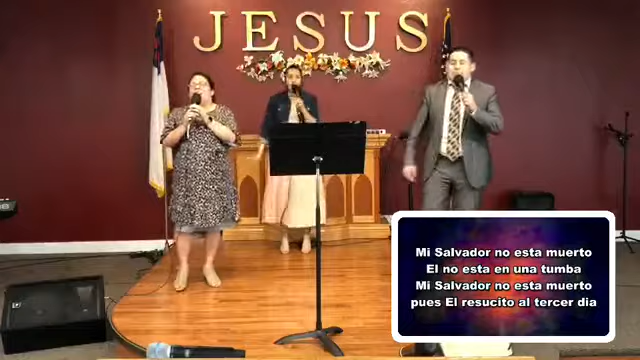 JESUS
Mi Salvador no esta muerto
El no esta en una tumba
Mi Salvador no esta muerto
pues El resucito al tercer dia